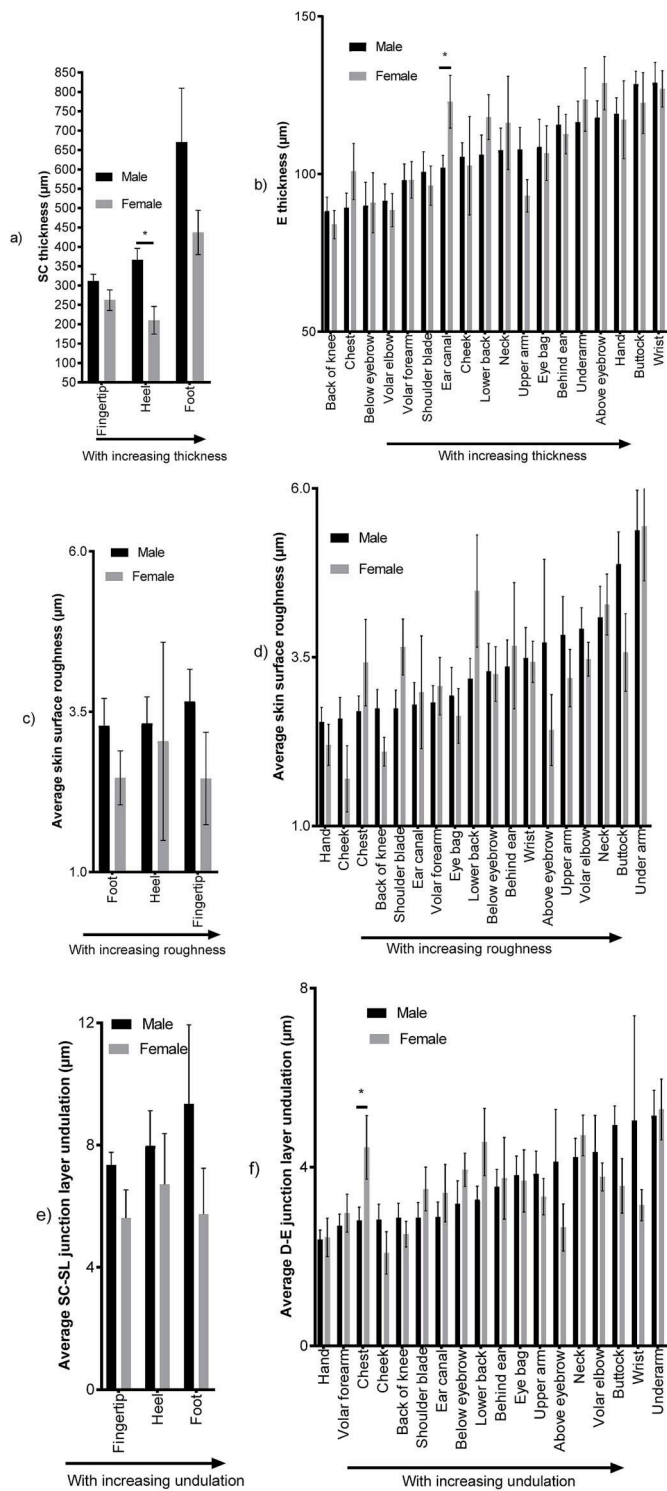 a)
SC thickness (µm)
850
800
750
700
650
600
550
500
450
400
350
300
250
200
150
100
50
Male
Female
*
Fingertip
Heel
Foot
With increasing thickness
b)
E thickness (µm)
150
100
50
Male
Female
*
Back of knee
Chest
Below eyebrow
Volar elbow
Volar forearm
Shoulder blade
Ear canal
Cheek
Lower back
Neck
Upper arm
Eye bag
Behind ear
Underarm
Above eyebrow
Hand
Buttock
Wrist
With increasing thickness
c)
Average skin surface roughness (µm)
6.0
3.5
1.0
Male
Female
Foot
Heel
Fingertip
With increasing roughness
d)
Average skin surface roughness (µm)
6.0
3.5
1.0
Male
Female
Hand
Cheek
Chest
Back of knee
Shoulder blade
Ear canal
Volar forearm
Eye bag
Lower back
Below eyebrow
Behind ear
Wrist
Above eyebrow
Upper arm
Volar elbow
Neck
Buttock
Under arm
With increasing roughness
e)
Average SC-SL junction layer undulation (µm)
12
8
4
0
Male
Female
Fingertip
Heel
Foot
With increasing undulation
f)
Average D-E junction layer undulation (µm)
8
4
0
Male
Female
*
Hand
Volar forearm
Chest
Cheek
Back of knee
Shoulder blade
Ear canal
Below eyebrow
Lower back
Behind ear
Eye bag
Upper arm
Above eyebrow
Neck
Volar elbow
Buttock
Wrist
Underarm
With increasing undulation